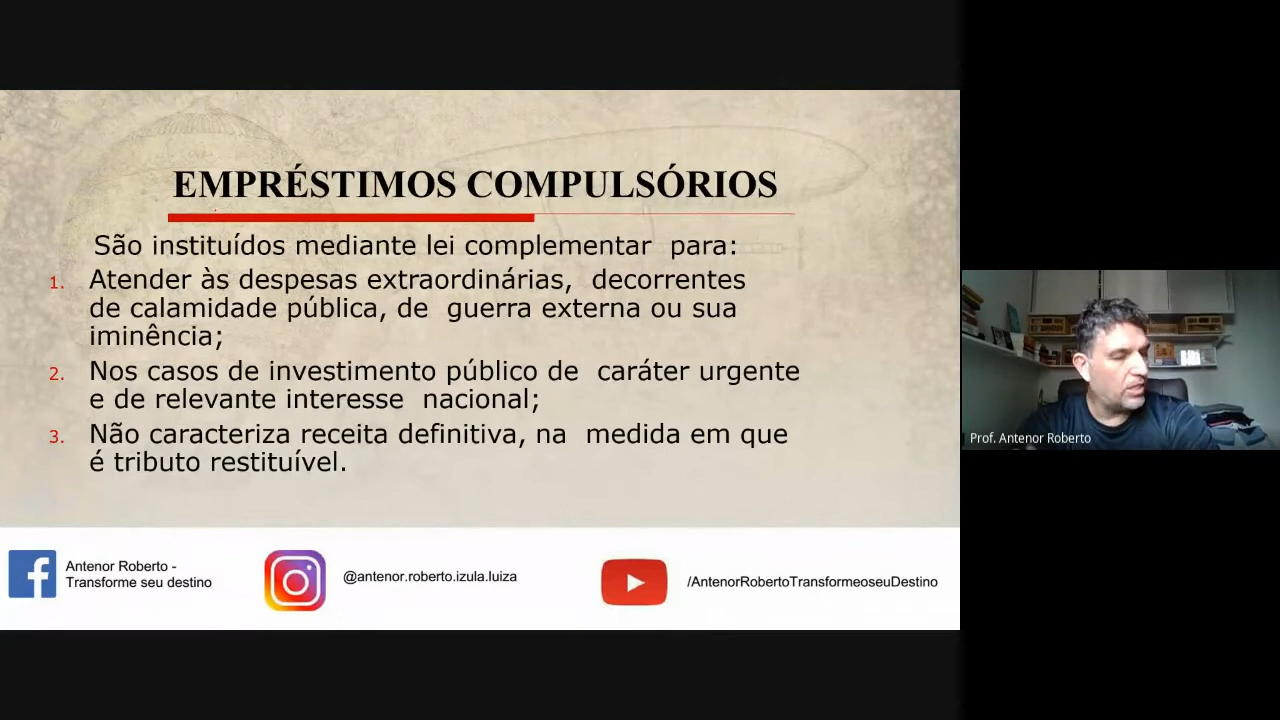 EMPRÉSTIMOS COMPULSÓRIOS
São instituídos mediante lei complementar para:
1. Atender às despesas extraordinárias, decorrentes
de calamidade pública, de guerra externa ou sua
iminência;
2. Nos casos de investimento público de caráter urgente
e de relevante interesse nacional;
3. Não caracteriza receita definitiva, na medida em que
é tributo restituível.
Prof. Antenor Roberto
Antenor Roberto -
Transforme seu destino
@antenor.roberto.izula.luiza
/AntenorRobertoTransformeoseuDestino